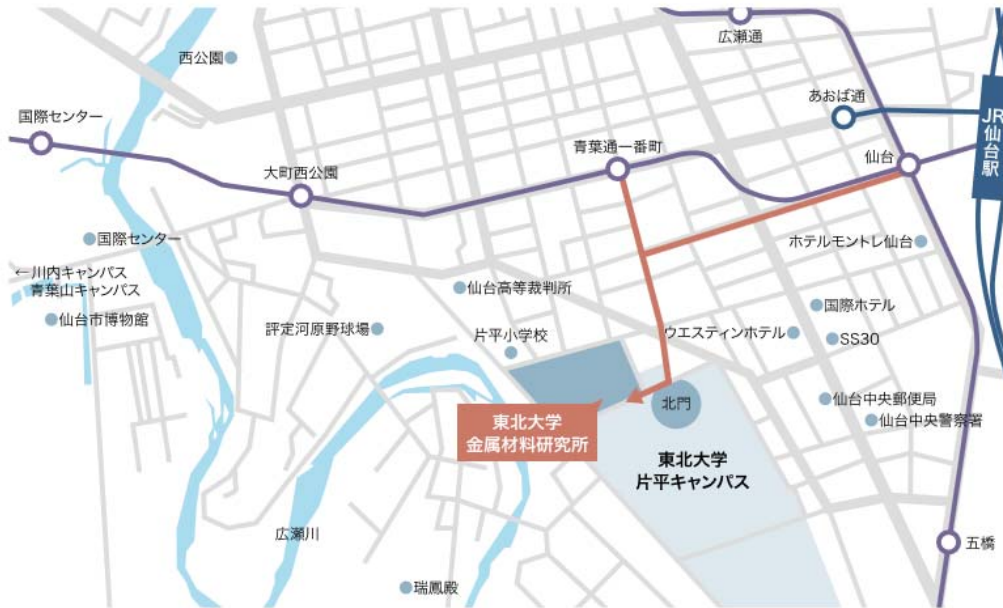 広瀬通
西公園
あおば通
国際センター
JR仙台駅
青葉通一番町
仙台
大町西公園
国際センター
ホテルモントレ仙台
←川内キャンパス
青葉山キャンパス
仙台高等裁判所
国際ホテル
仙台市博物館
評定河原野球場
片平小学校
ウエスティンホテル
SS30
仙台中央郵便局
北門
東北大学
金属材料研究所
仙台中央警察署
東北大学
片平キャンパス
広瀬川
五橋
瑞鳳殿